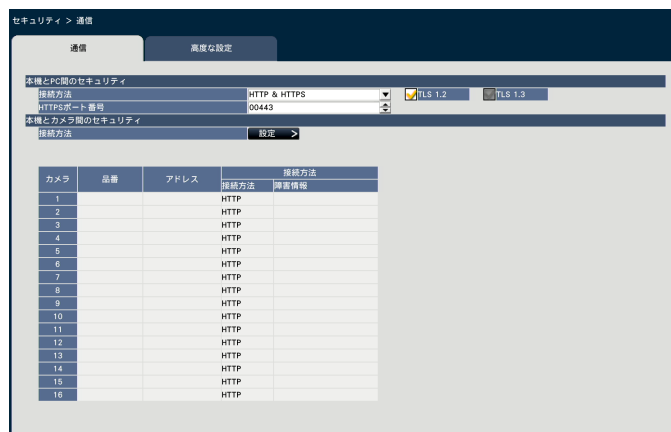 セキュリティ > 通信
通信 高度な設定
本機とPC間のセキュリティ
接続方法 HTTP & HTTPS TLS 1.2 TLS 1.3
HTTPSポート番号 00443
本機とカメラ間のセキュリティ
接続方法 設定 >
カメラ 品番 アドレス 接続方法
接続方法 障害情報
1 HTTP
2 HTTP
3 HTTP
4 HTTP
5 HTTP
6 HTTP
7 HTTP
8 HTTP
9 HTTP
10 HTTP
11 HTTP
12 HTTP
13 HTTP
14 HTTP
15 HTTP
16 HTTP